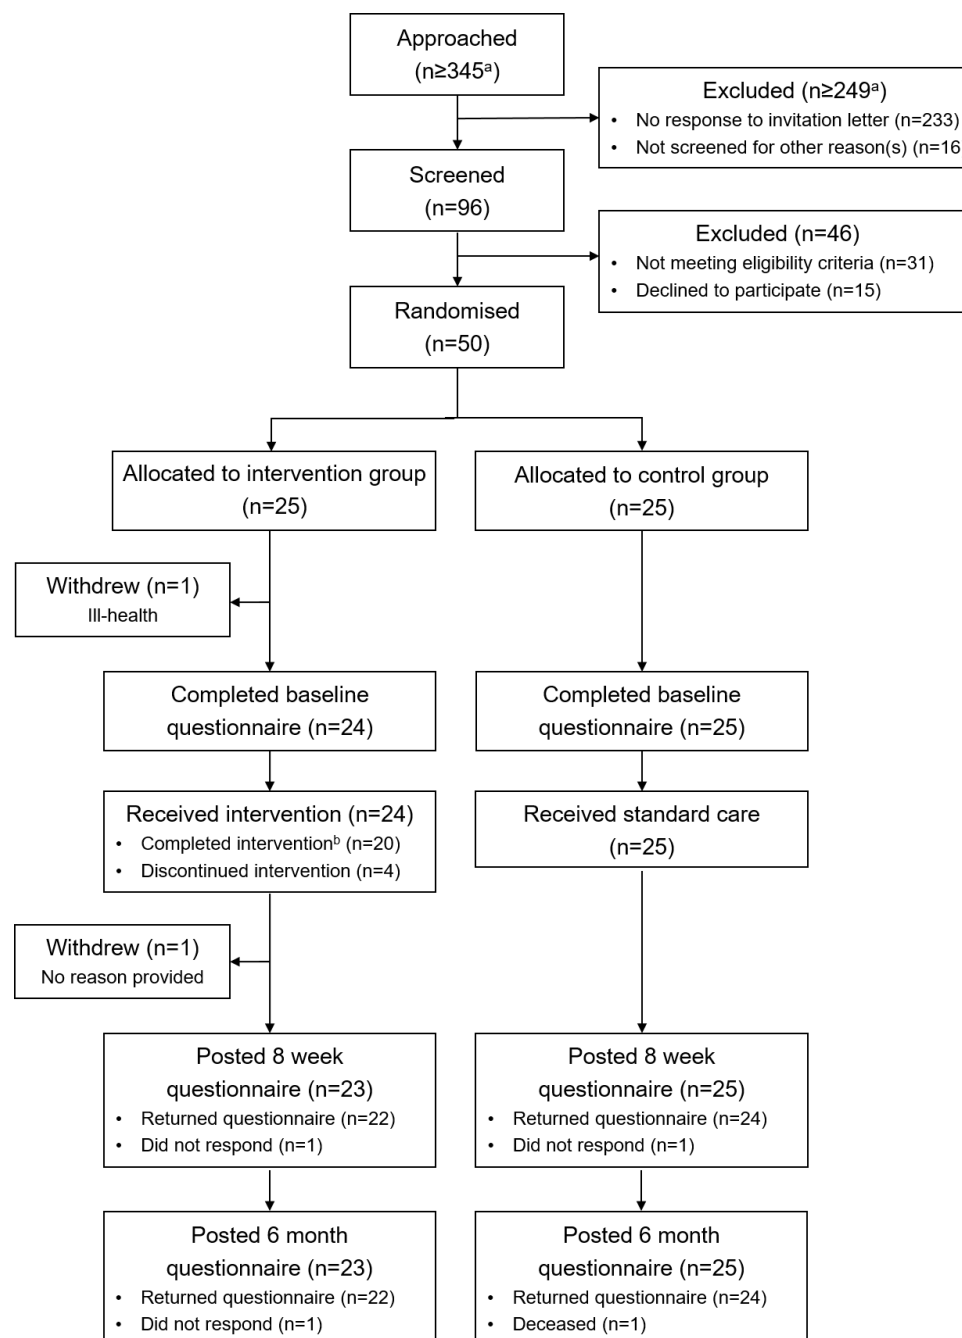 Approached
(n≥345ᵃ)
Excluded (n≥249ᵃ)
• No response to invitation letter (n=233)
• Not screened for other reason(s) (n=16
Screened
(n=96)
Excluded (n=46)
• Not meeting eligibility criteria (n=31)
• Declined to participate (n=15)
Randomised
(n=50)
Allocated to intervention group
(n=25)
Allocated to control group
(n=25)
Withdrew (n=1)
Ill-health
Completed baseline
questionnaire (n=24)
Completed baseline
questionnaire (n=25)
Received intervention (n=24)
• Completed interventionᵇ (n=20)
• Discontinued intervention (n=4)
Received standard care
(n=25)
Withdrew (n=1)
No reason provided
Posted 8 week
questionnaire (n=23)
• Returned questionnaire (n=22)
• Did not respond (n=1)
Posted 8 week
questionnaire (n=25)
• Returned questionnaire (n=24)
• Did not respond (n=1)
Posted 6 month
questionnaire (n=23)
• Returned questionnaire (n=22)
• Did not respond (n=1)
Posted 6 month
questionnaire (n=25)
• Returned questionnaire (n=24)
• Deceased (n=1)